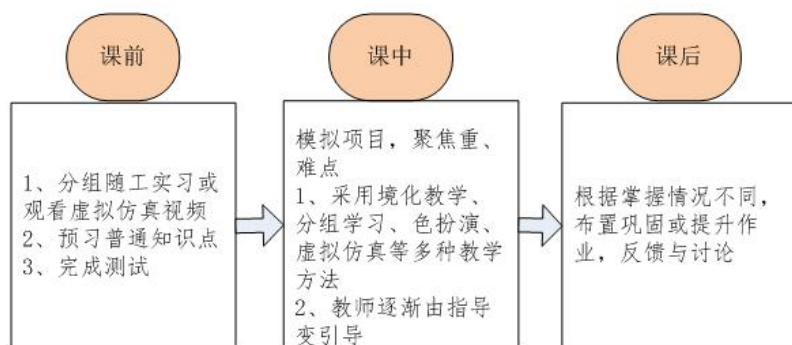 课前
1、分组随工实习或
观看虚拟仿真视频
2、预习普通知识点
3、完成测试
课中
模拟项目，聚焦重、
难点
1、采用境化教学、
分组学习、色扮演、
虚拟仿真等多种教学
方法
2、教师逐渐由指导
变引导
课后
根据掌握情况不同，
布置巩固或提升作
业，反馈与讨论